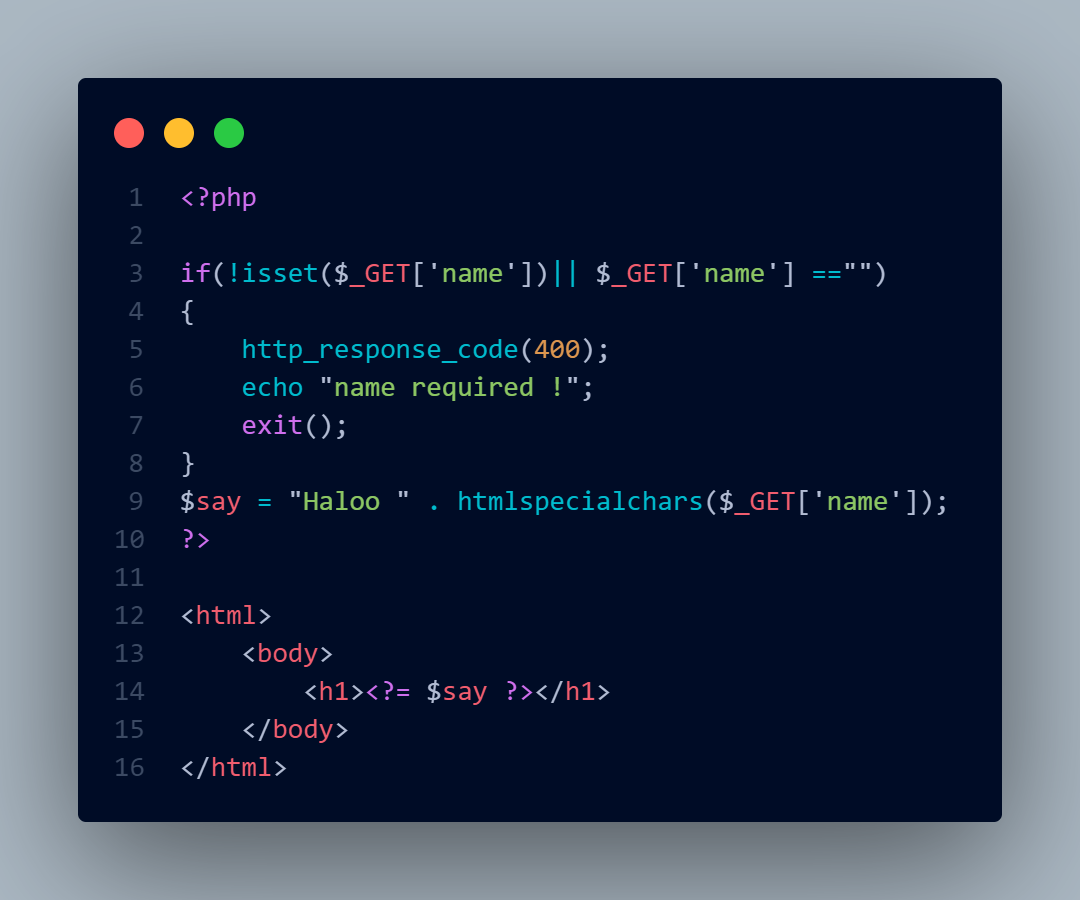 1 <?php
2
3 if(!isset($_GET['name'])|| $_GET['name'] =="")
4 {
5     http_response_code(400);
6     echo "name required !";
7     exit();
8 }
9 $say = "Haloo " . htmlspecialchars($_GET['name']);
10 ?>
11
12 <html>
13     <body>
14         <h1><?= $say ?></h1>
15     </body>
16 </html>